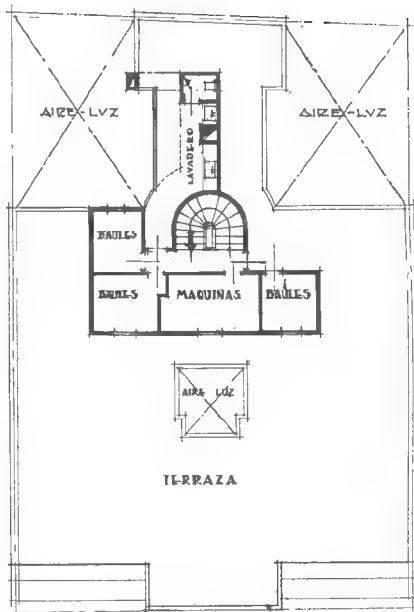 AIRE-LUZ
AIRE-LUZ
LAVADERO
BAULES
BAULES
MAQUINAS
BAULES
AIRE LUZ
TERRAZA